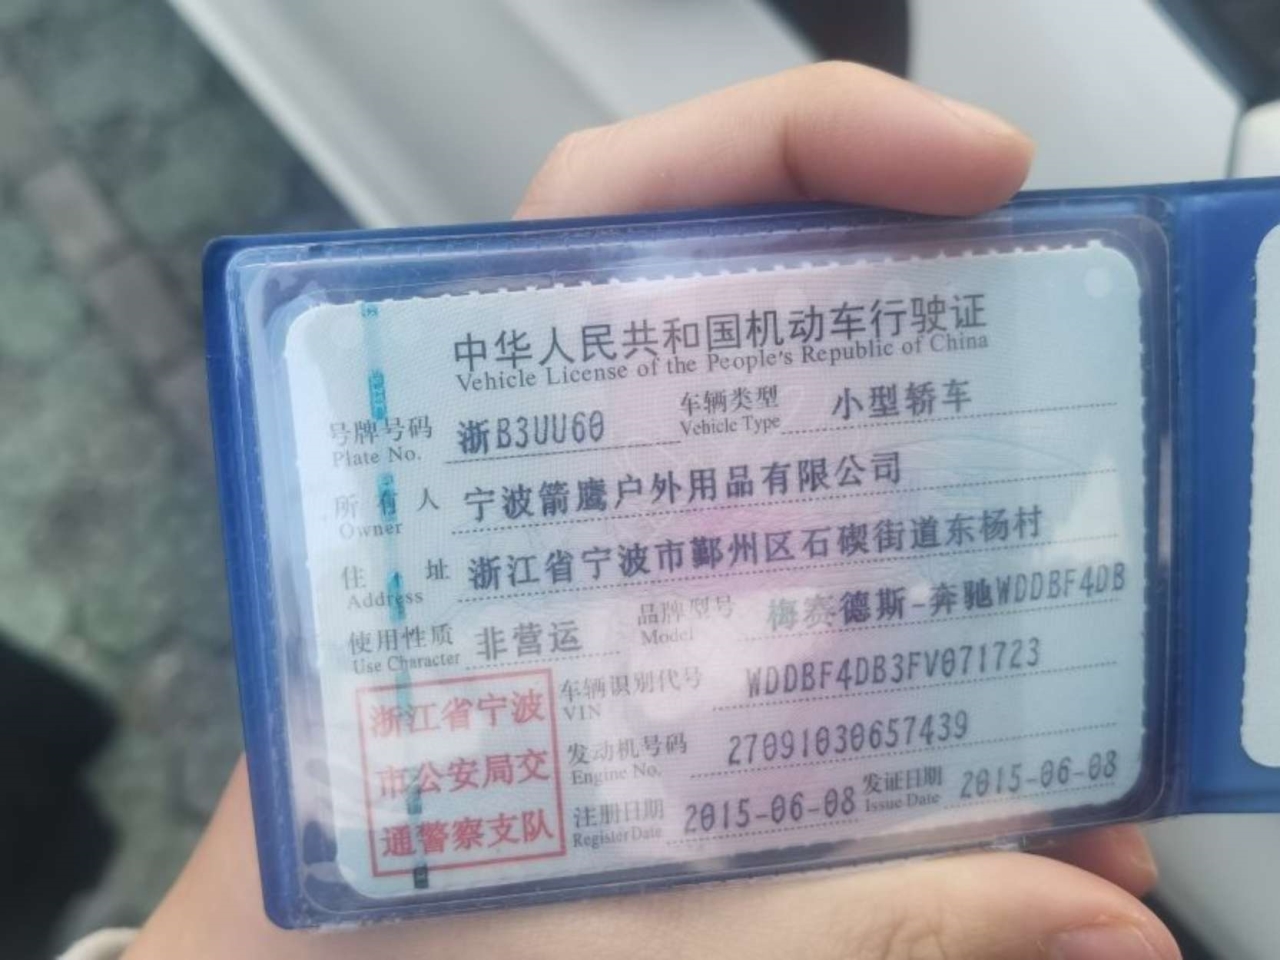 中华人民共和国机动车行驶证
Vehicle License of the People's Republic of China
号牌号码 浙B3UU60 车辆类型 小型轿车
Plate No. Vehicle Type
所有人 宁波箭鹰户外用品有限公司
Owner
住址 浙江省宁波市鄞州区石碶街道东杨村
Address
使用性质 非营运 品牌型号 梅赛德斯-奔驰WDDBF4DB
Use Character Model
浙江省宁波
市公安局交
通警察支队
车辆识别代号 WDDBF4DB3FV071723
VIN
发动机号码 27091030657439
Engine No.
注册日期 2015-06-08 发证日期 2015-06-08
Register Date Issue Date